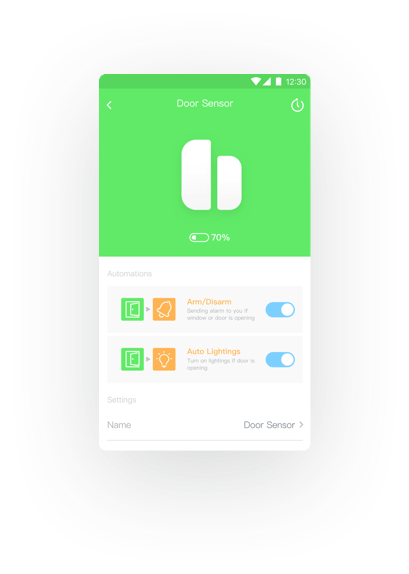 12:30
Door Sensor
70%
Automations
Arm/Disarm
Sending alarm to you if
window or door is opening
Auto Lightings
Turn on lightings if door is
opening
Settings
Name
Door Sensor